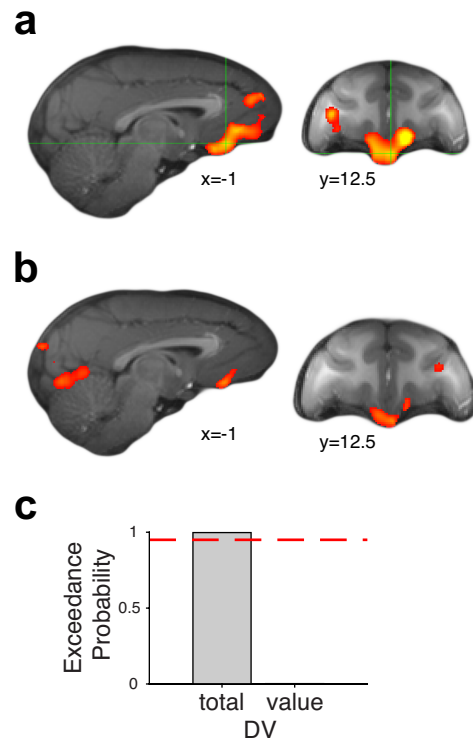 a
x=-1
y=12.5
b
x=-1
y=12.5
c
Exceedance
Probability
1
0.5
0
total value
DV